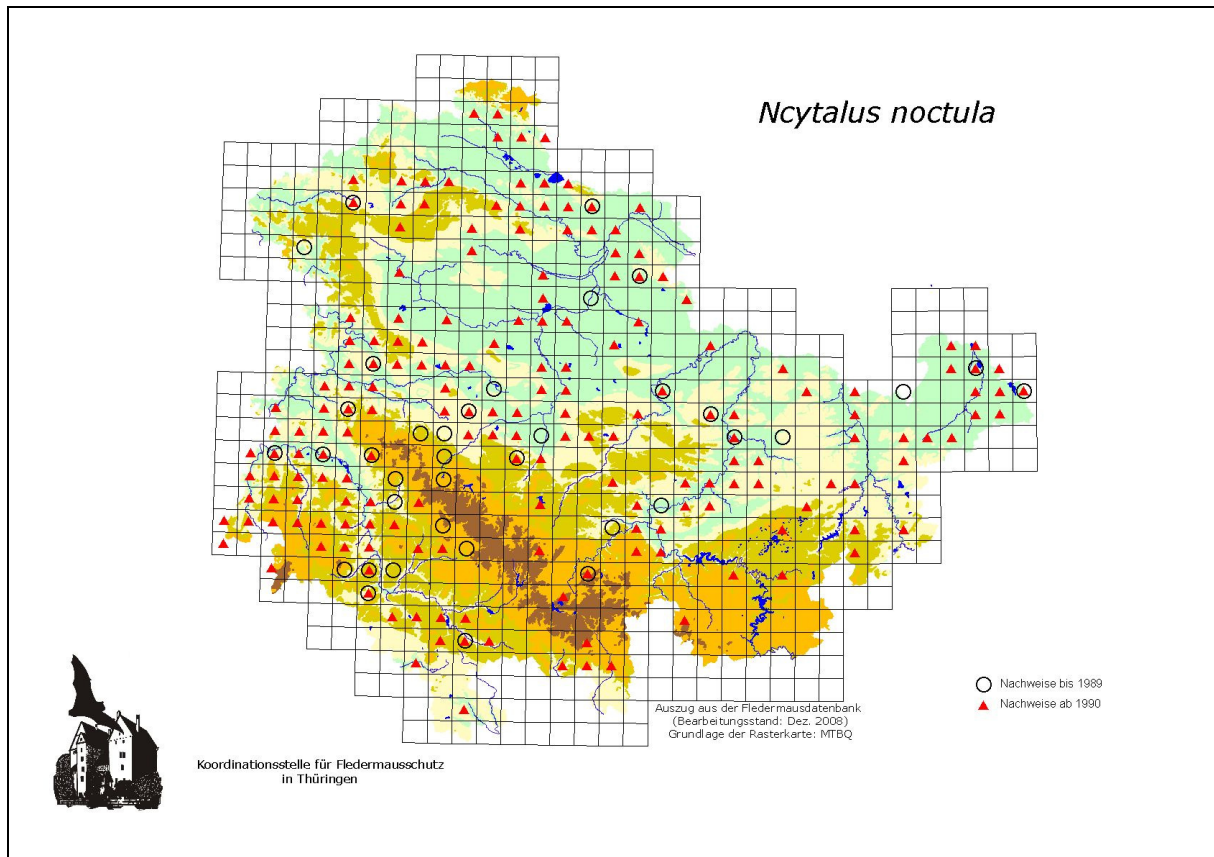 Ncytalus noctula
Nachweise bis 1989
Nachweise ab 1990
Auszug aus der Fledermausdatenbank
(Bearbeitungsstand: Dez. 2008)
Grundlage der Rasterkarte: MTBQ
Koordinationsstelle für Fledermausschutz
in Thüringen